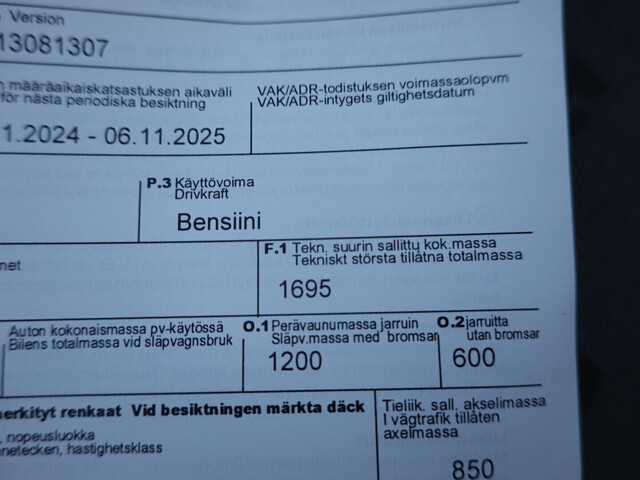 Version
13081307
määräaikaiskatsastuksen aikaväli
för nästa periodiska besiktning
1.2024 - 06.11.2025
VAK/ADR-todistuksen voimassaolopvm
VAK/ADR-intygets giltighetsdatum
P.3 Käyttövoima
Drivkraft
Bensiini
F.1 Tekn. suurin sallittu kok.massa
Tekniskt största tillåtna totalmassa
1695
Auton kokonaismassa pv-käytössä
Bilens totalmassa vid släpvagnsbruk
O.1 Perävaunumassa jarruin
Släpv.massa med bromsar
1200
O.2 jarruitta
utan bromsar
600
merkityt renkaat Vid besiktningen märkta däck
, nopeusluokka
netecken, hastighetsklass
Tieliik. sall. akselimassa
I vägtrafik tillåten
axelmassa
850